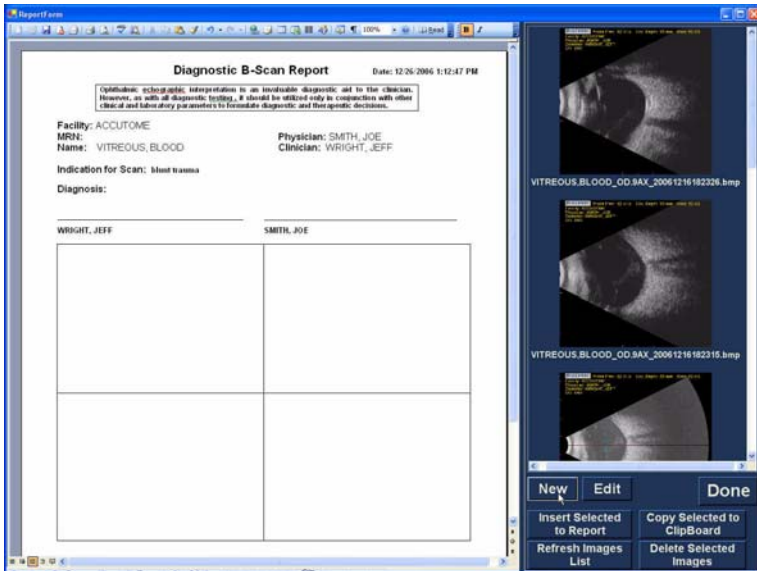 ReportForm
100%
Read
B
I
Diagnostic B-Scan Report
Date: 12/26/2006 1:12:47 PM
Ophthalmic echographic interpretation is an invaluable diagnostic aid to the clinician.
However, as with all diagnostic testing , it should be utilized only in conjunction with other
clinical and laboratory parameters to formulate diagnostic and therapeutic decisions.
Facility: ACCUTOME
MRN:
Physician: SMITH, JOE
Name: VITREOUS, BLOOD
Clinician: WRIGHT, JEFF
Indication for Scan: blunt trauma
Diagnosis:
WRIGHT, JEFF
SMITH, JOE
VITREOUS,BLOOD_OD.9AX_20061216182326.bmp
VITREOUS,BLOOD_OD.9AX_20061216182315.bmp
New
Edit
Done
Insert Selected
to Report
Copy Selected to
ClipBoard
Refresh Images
List
Delete Selected
Images